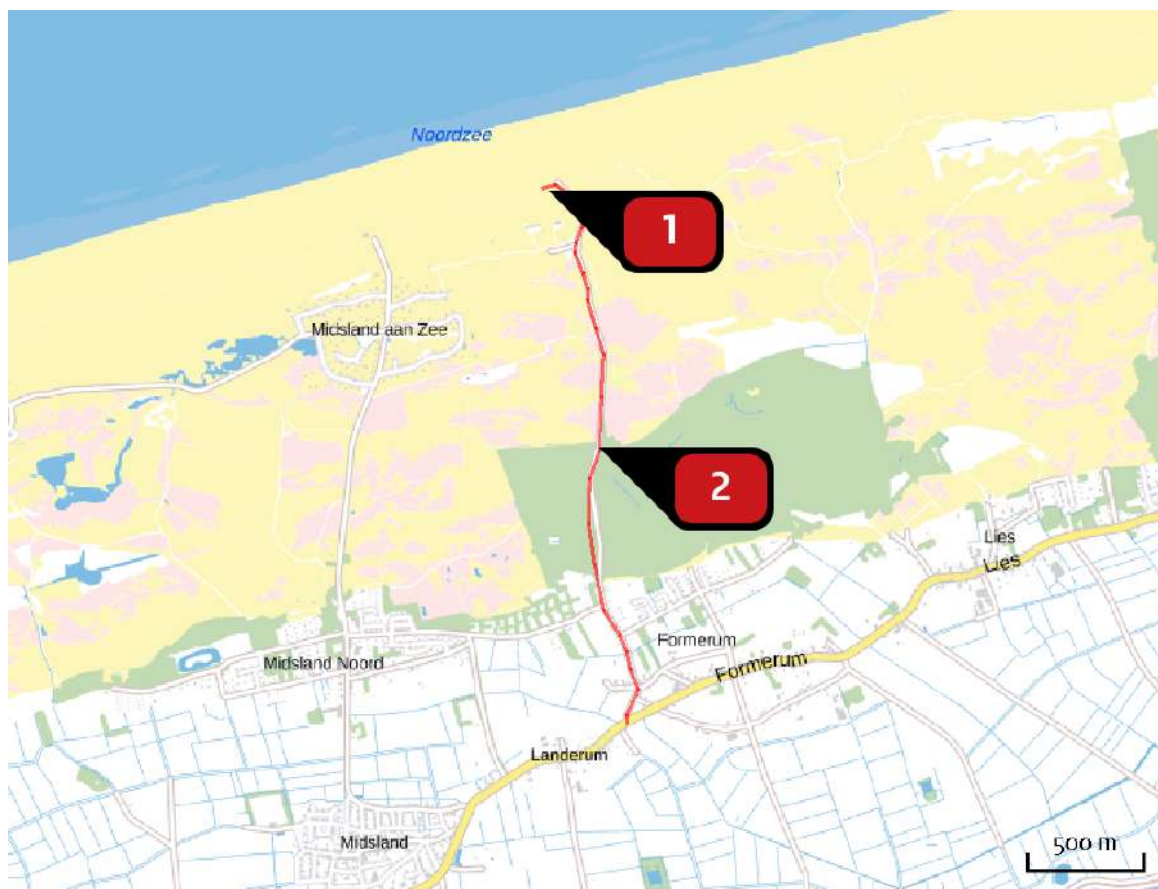 Noordzee
1
Midsland aan Zee
2
Lies
Lies
Formerum
Midsland Noord
Formerum
Landerum
Midsland
500 m